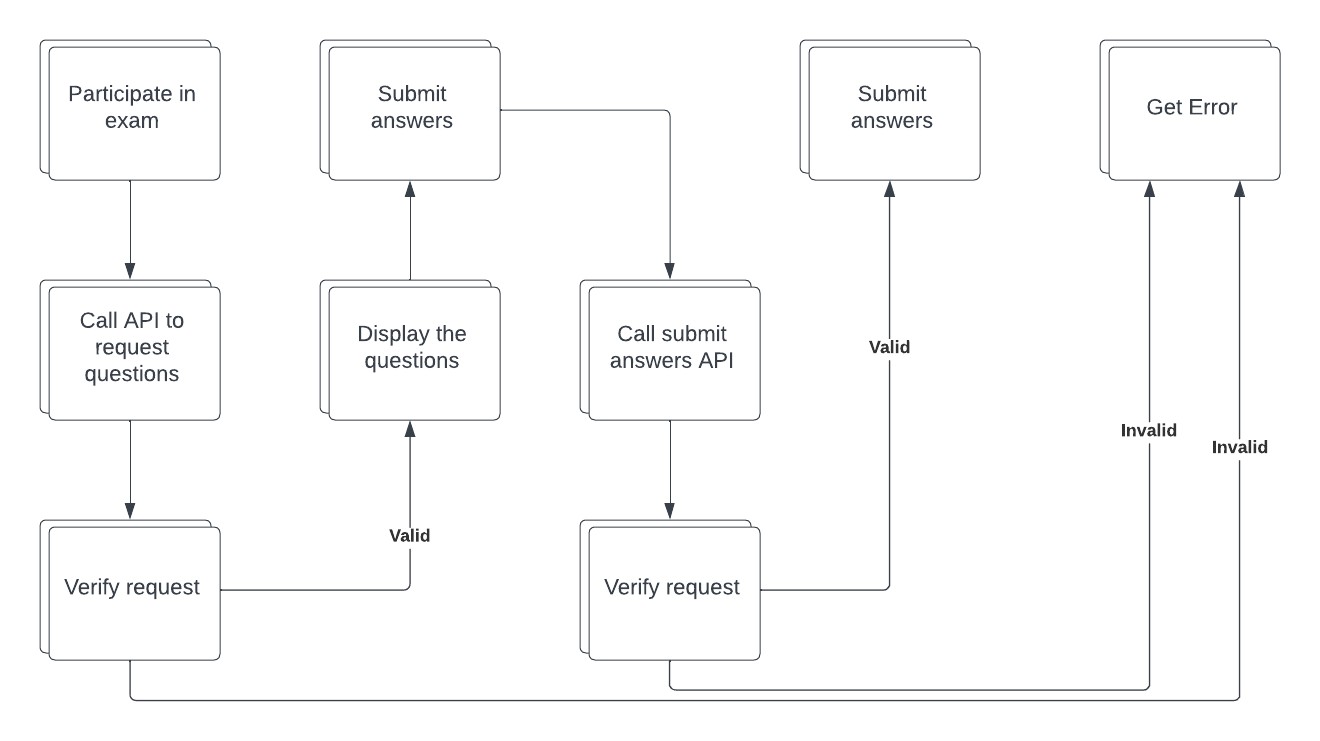 Participate in
exam
Submit
answers
Submit
answers
Get Error
Call API to
request
questions
Display the
questions
Call submit
answers API
Valid
Invalid
Invalid
Valid
Verify request
Verify request